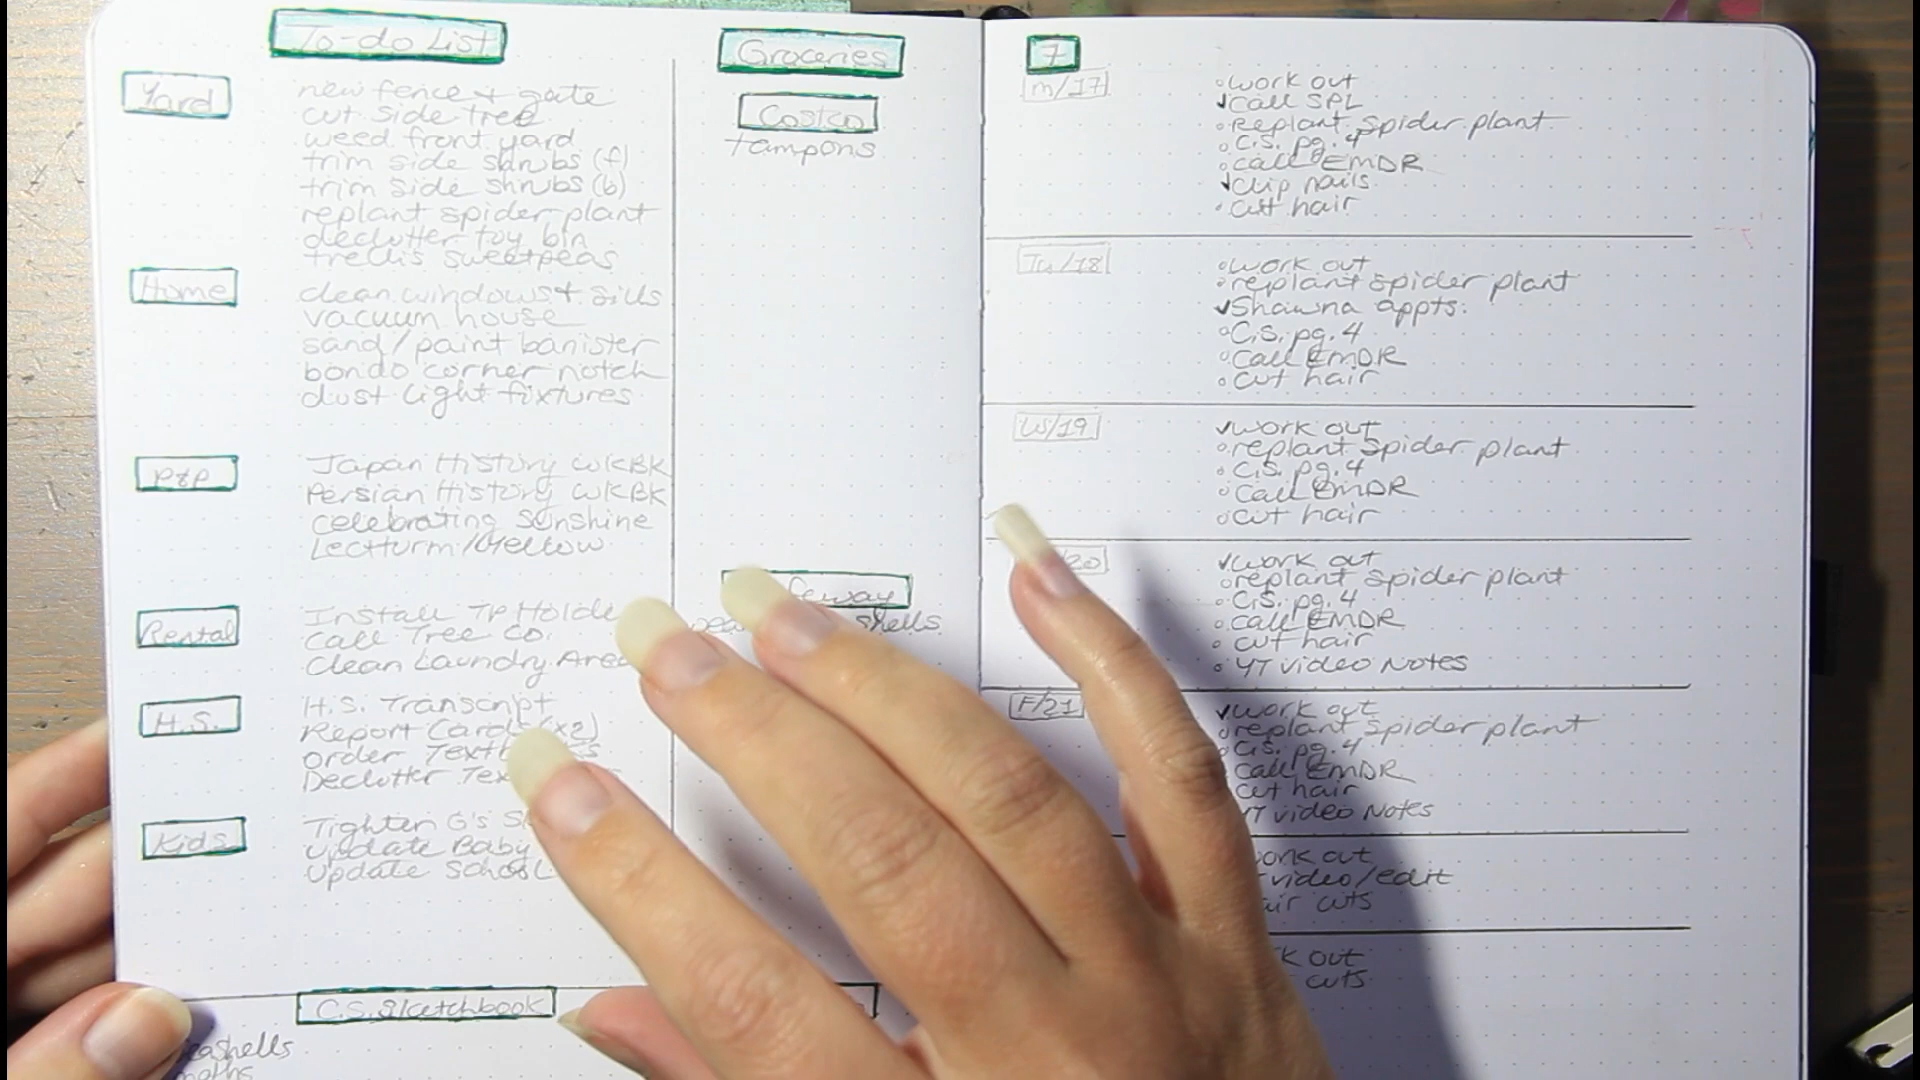 To-do List
Yard
new fence + gate
cut side tree
weed front yard
trim side shrubs (f)
trim side shrubs (b)
replant spider plant
declutter toy bin
trellis sweetpeas
Home
clean windows + sills
vacuum house
sand/paint banister
bondo corner notch
dust light fixtures
PtP
Japan History WKBK
Persian History WKBK
Celebrating Sunshine
Lectturm/Mellow
Rental
Install TP Holde
Call Tree Co.
Clean Laundry Area
H.S.
H.S. Transcript
Report Cards (x2)
Order
Declutter
Kids
Tighten G's
Update Baby
Update School
C.S. Sketchbook
Groceries
Costco
tampons
feway
shells
7
M/17
work out
✓call SPL
replant spider plant
C.S. pg. 4
call EMDR
✓clip nails
cut hair
Tu/18
work out
replant spider plant
✓Shawna appts.
C.S. pg. 4
call EMDR
cut hair
W/19
✓work out
replant spider plant
C.S. pg. 4
call EMDR
cut hair
/20
✓work out
replant spider plant
C.S. pg. 4
call EMDR
cut hair
YT video Notes
F/21
✓work out
replant spider plant
C.S. pg. 4
call EMDR
cut hair
YT video Notes
work out
video/edit
hair cuts
k out
cuts